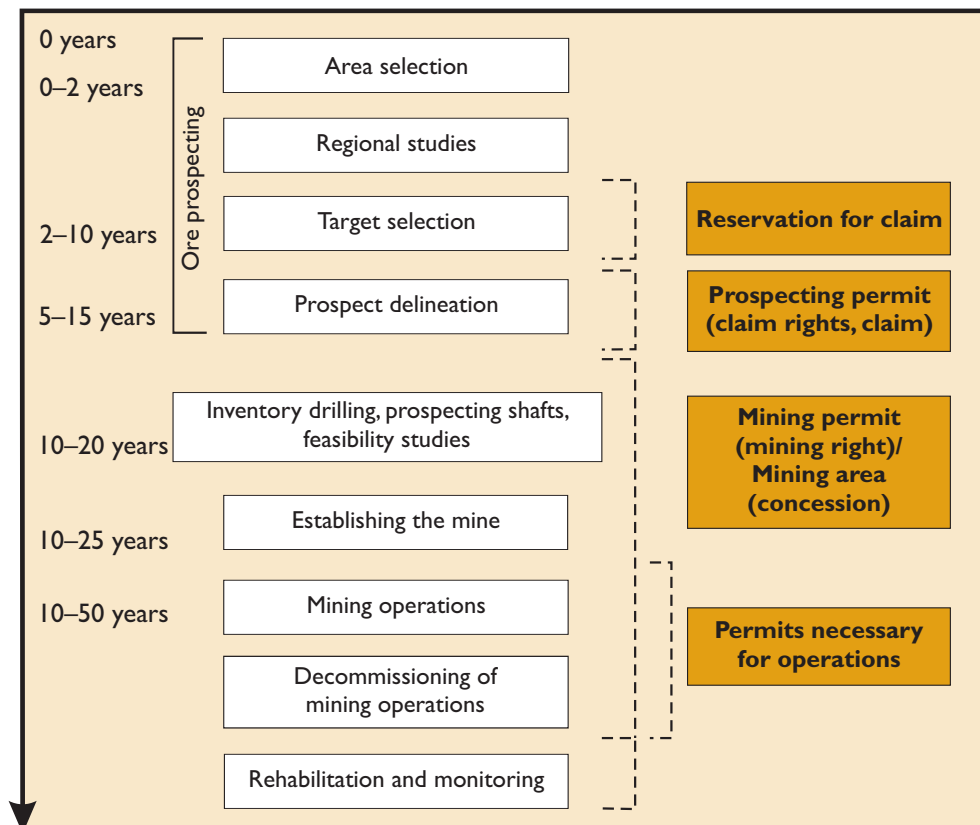 0 years
0–2 years
2–10 years
5–15 years
10–20 years
10–25 years
10–50 years
Ore prospecting
Area selection
Regional studies
Target selection
Prospect delineation
Inventory drilling, prospecting shafts,
feasibility studies
Establishing the mine
Mining operations
Decommissioning of
mining operations
Rehabilitation and monitoring
Reservation for claim
Prospecting permit
(claim rights, claim)
Mining permit
(mining right)/
Mining area
(concession)
Permits necessary
for operations